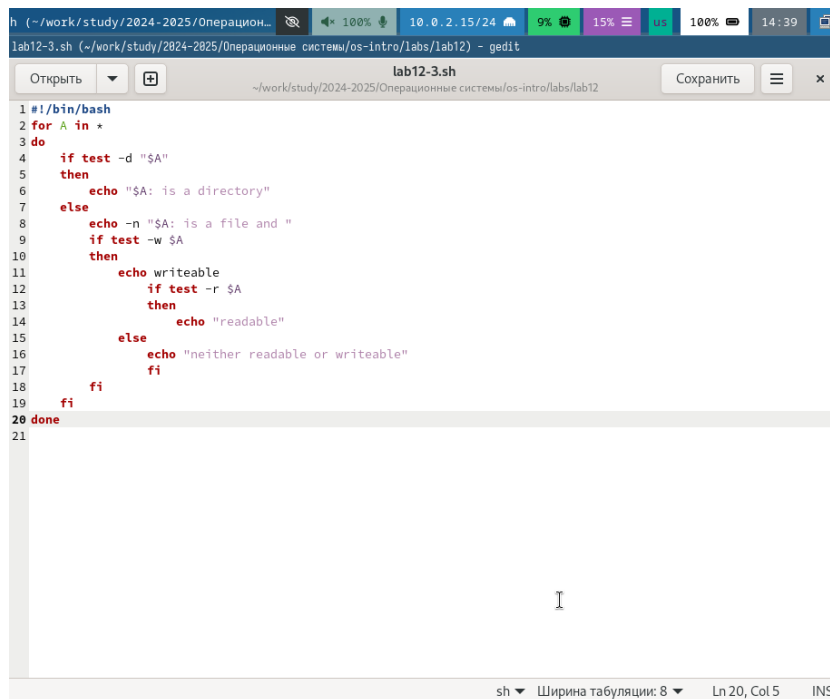 h (~/work/study/2024-2025/Операцион... 100% 10.0.2.15/24 9% 15% us 100% 14:39
lab12-3.sh (~/work/study/2024-2025/Операционные системы/os-intro/labs/lab12) - gedit
Открыть lab12-3.sh Сохранить
~/work/study/2024-2025/Операционные системы/os-intro/labs/lab12
1 #!/bin/bash
2 for A in *
3 do
4     if test -d "$A"
5     then
6         echo "$A: is a directory"
7     else
8         echo -n "$A: is a file and "
9         if test -w $A
10         then
11             echo writeable
12                 if test -r $A
13                 then
14                     echo "readable"
15             else
16                 echo "neither readable or writeable"
17                 fi
18         fi
19     fi
20 done
21
sh Ширина табуляции: 8 Ln 20, Col 5 INS